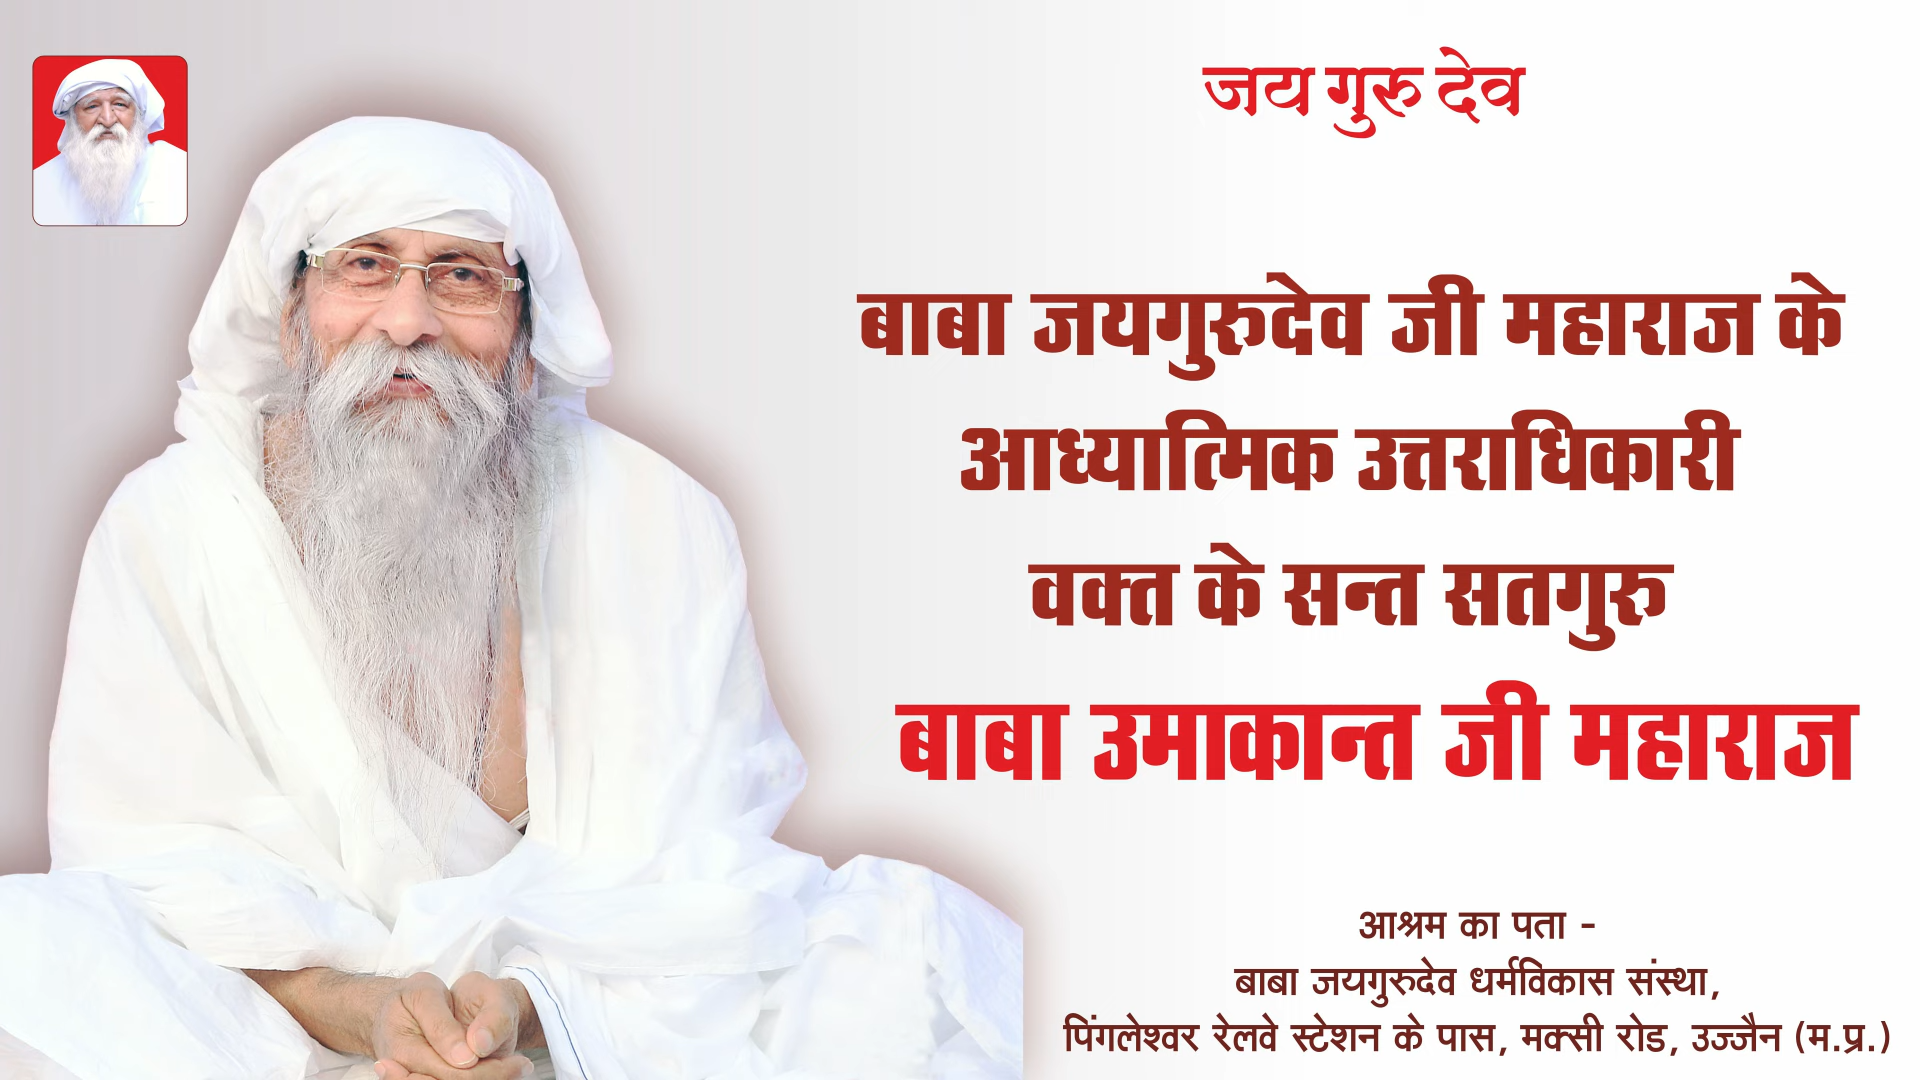 जय गुरु देव
बाबा जयगुरुदेव जी महाराज के
आध्यात्मिक उत्तराधिकारी
वक्त के सन्त सतगुरु
बाबा उमाकान्त जी महाराज
आश्रम का पता -
बाबा जयगुरुदेव धर्मविकास संस्था,
पिंगलेश्वर रेलवे स्टेशन के पास, मक्सी रोड, उज्जैन (म.प्र.)